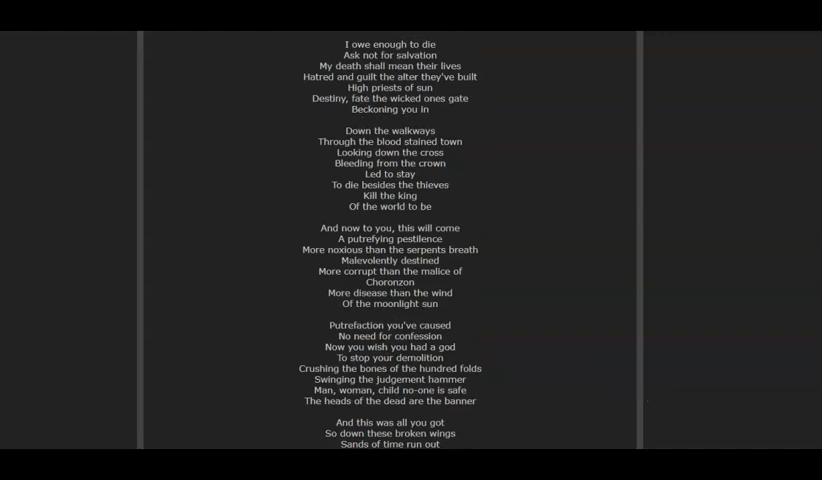 I owe enough to die
Ask not for salvation
My death shall mean their lives
Hatred and guilt the alter they've built
High priests of sun
Destiny, fate the wicked ones gate
Beckoning you in
Down the walkways
Through the blood stained town
Looking down the cross
Bleeding from the crown
Led to stay
To die besides the thieves
Kill the king
Of the world to be
And now to you, this will come
A putrefying pestilence
More noxious than the serpents breath
Malevolently destined
More corrupt than the malice of
Choronzon
More disease than the wind
Of the moonlight sun
Putrefaction you've caused
No need for confession
Now you wish you had a god
To stop your demolition
Crushing the bones of the hundred folds
Swinging the judgement hammer
Man, woman, child no-one is safe
The heads of the dead are the banner
And this was all you got
So down these broken wings
Sands of time run out